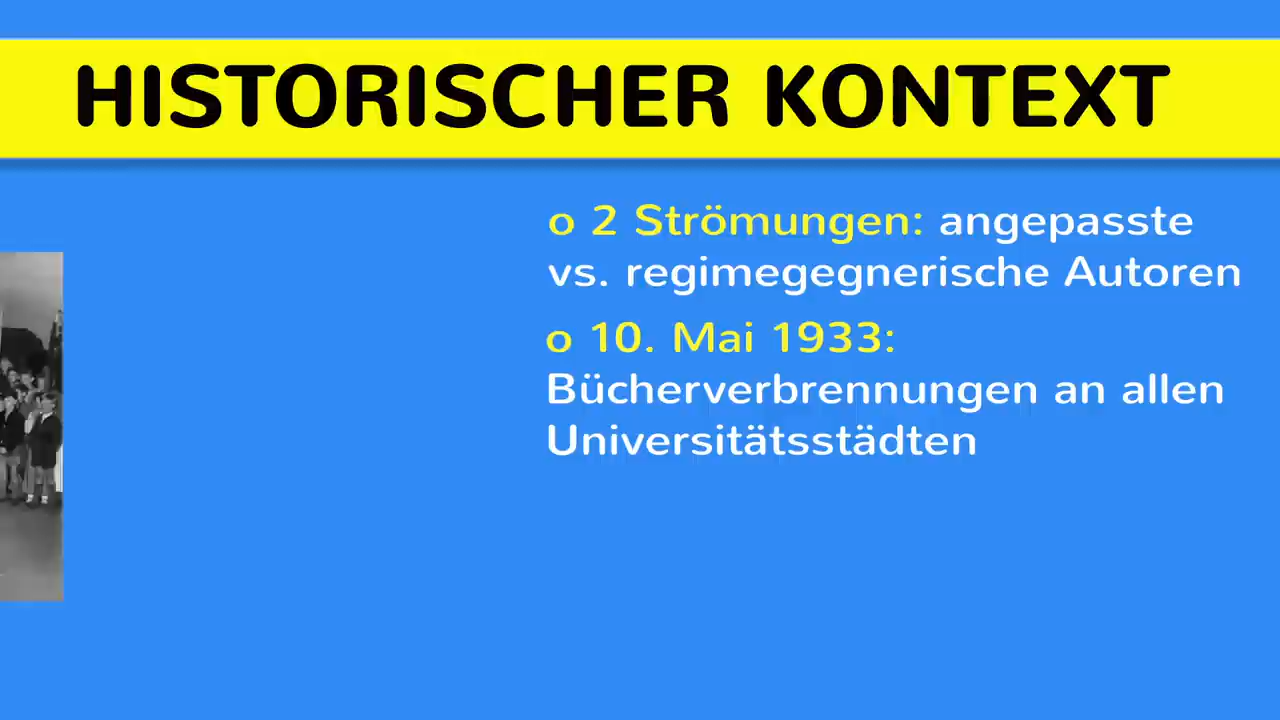 HISTORISCHER KONTEXT
o 2 Strömungen: angepasste
vs. regimegegnerische Autoren
o 10. Mai 1933:
Bücherverbrennungen an allen
Universitätsstädten